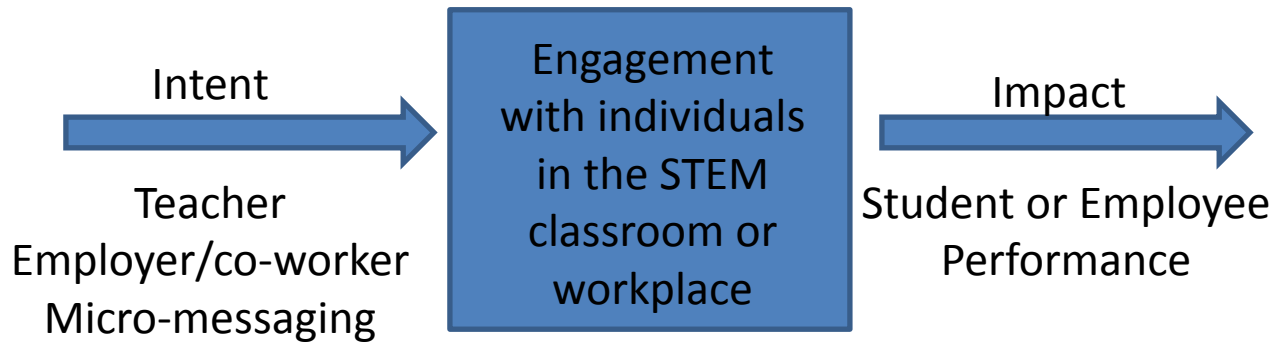 Intent
Teacher
Employer/co-worker
Micro-messaging
Engagement
with individuals
in the STEM
classroom or
workplace
Impact
Student or Employee
Performance